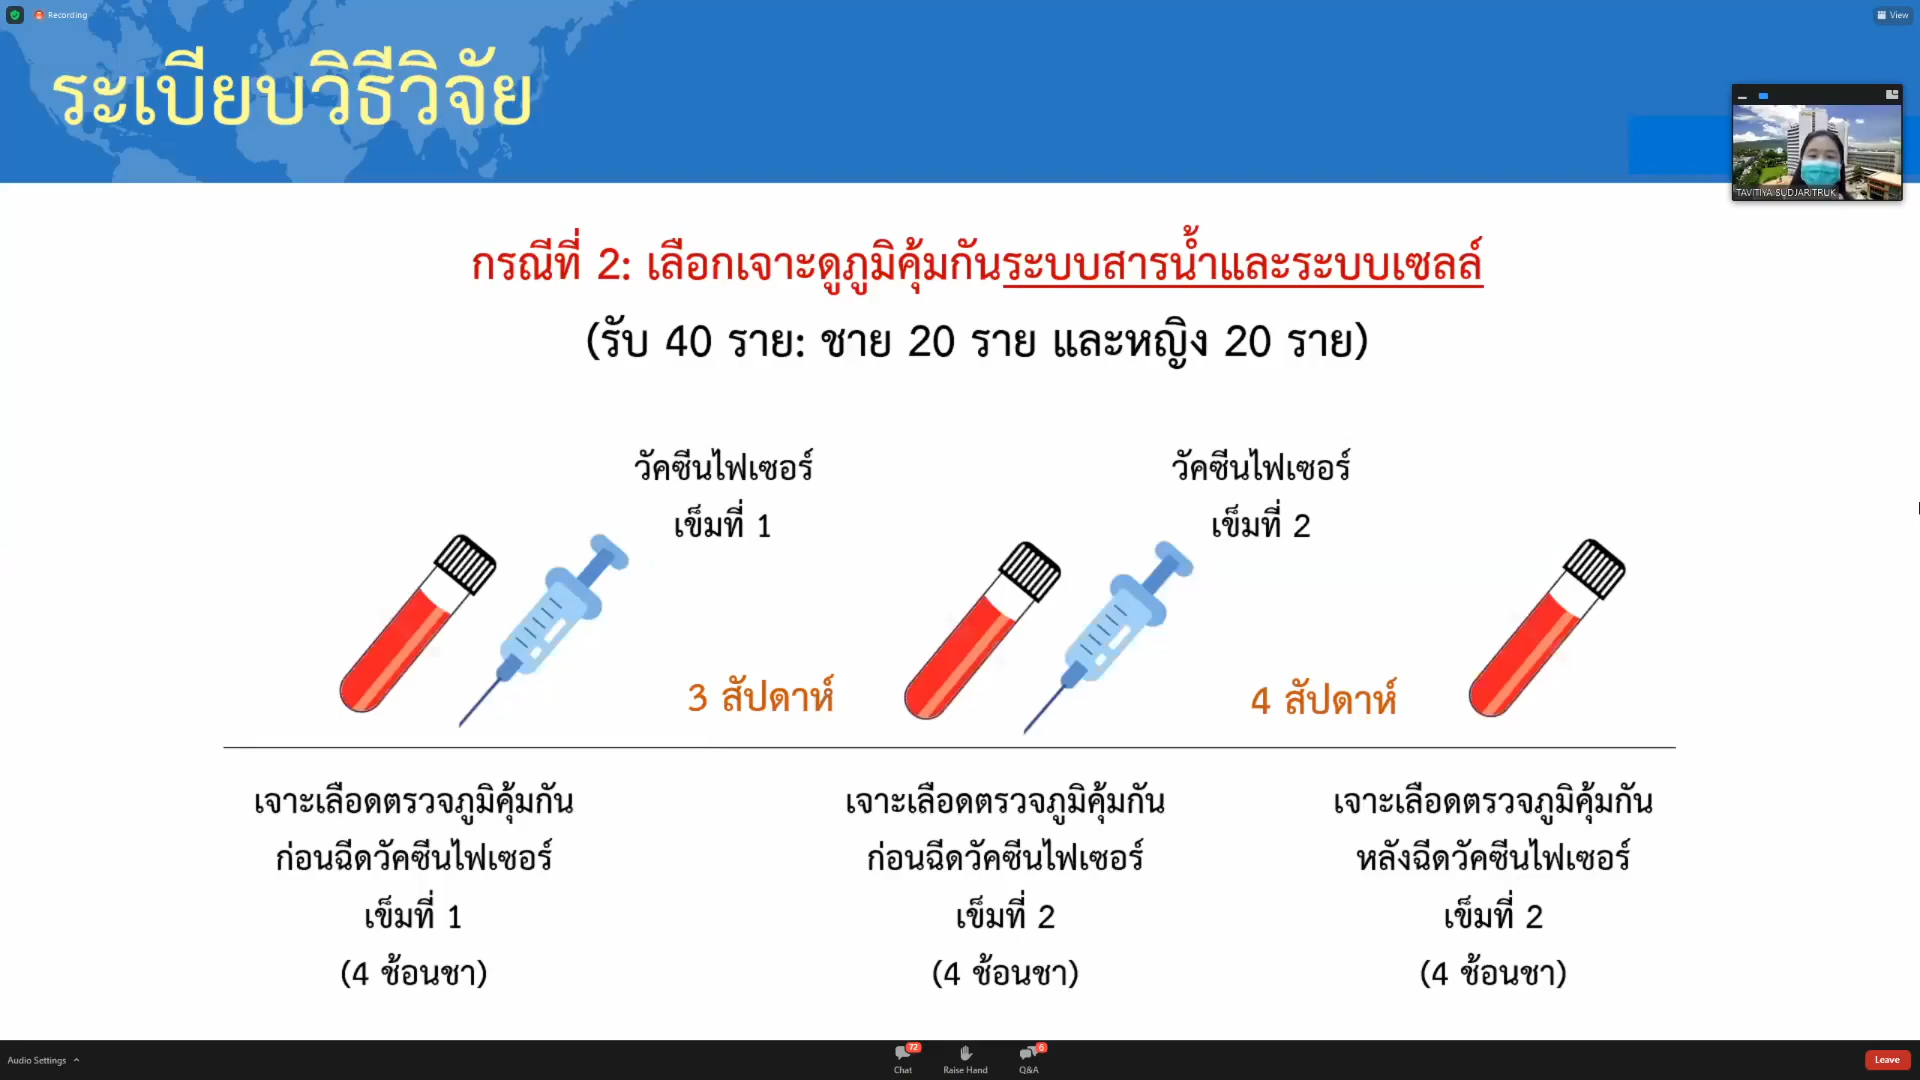 Recording
View
ระเบียบวิธีวิจัย
TAVITIYA SUDJARITRUK
กรณีที่ 2: เลือกเจาะดูภูมิคุ้มกันระบบสารน้ำและระบบเซลล์
(รับ 40 ราย: ชาย 20 ราย และหญิง 20 ราย)
วัคซีนไฟเซอร์
เข็มที่ 1
วัคซีนไฟเซอร์
เข็มที่ 2
3 สัปดาห์
4 สัปดาห์
เจาะเลือดตรวจภูมิคุ้มกัน
ก่อนฉีดวัคซีนไฟเซอร์
เข็มที่ 1
(4 ช้อนชา)
เจาะเลือดตรวจภูมิคุ้มกัน
ก่อนฉีดวัคซีนไฟเซอร์
เข็มที่ 2
(4 ช้อนชา)
เจาะเลือดตรวจภูมิคุ้มกัน
หลังฉีดวัคซีนไฟเซอร์
เข็มที่ 2
(4 ช้อนชา)
Audio Settings
72
Chat
Raise Hand
6
Q&A
Leave